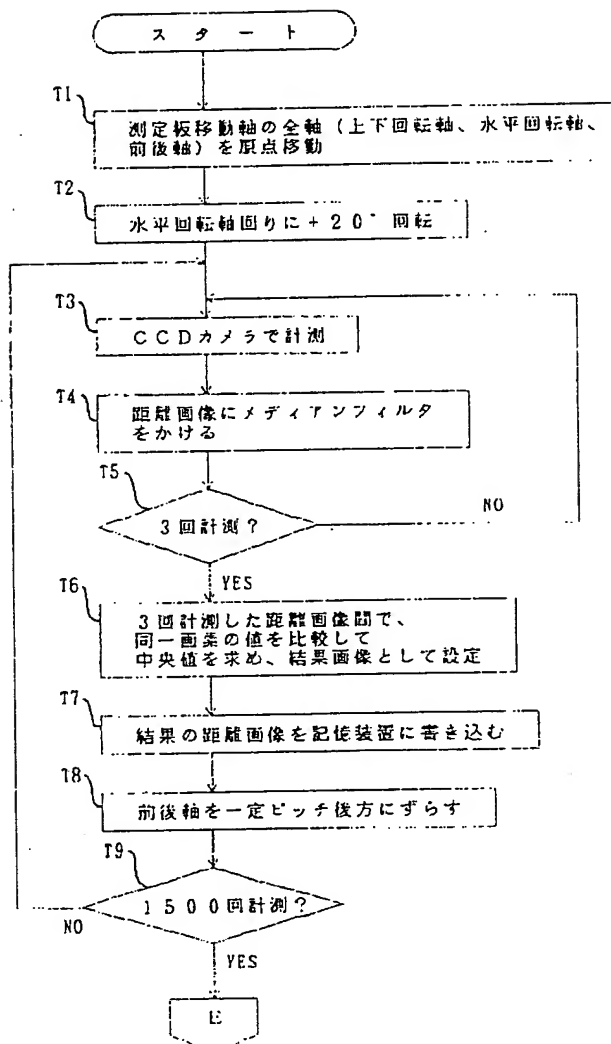 スタート
T1
測定板移動軸の全軸（上下回転軸、水平回転軸、
前後軸）を原点移動
T2
水平回転軸回りに＋２０°回転
T3
ＣＣＤカメラで計測
T4
距離画像にメディアンフィルタ
をかける
T5
３回計測？
NO
YES
T6
３回計測した距離画像間で、
同一画素の値を比較して
中央値を求め、結果画像として設定
T7
結果の距離画像を記憶装置に書き込む
T8
前後軸を一定ピッチ後方にずらす
T9
１５００回計測？
NO
YES
E